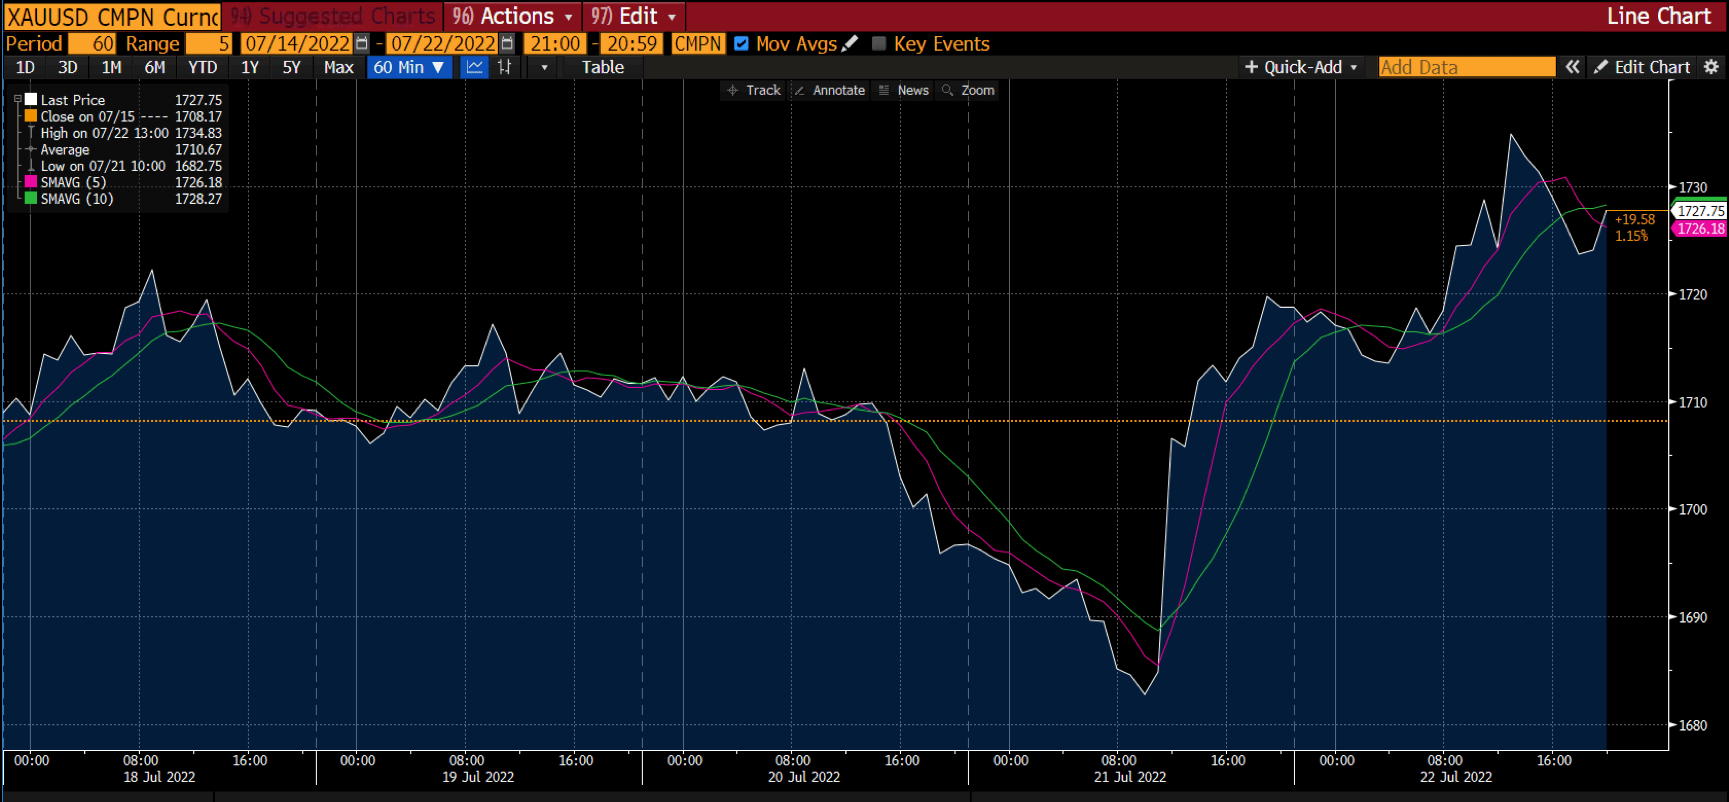 XAUUSD CMPN Curnc 94) Suggested Charts 96) Actions 97) Edit Line Chart
Period 60 Range 5 07/14/2022 - 07/22/2022 21:00 - 20:59 CMPN Mov Avgs Key Events
1D 3D 1M 6M YTD 1Y 5Y Max 60 Min ▼ Table + Quick-Add Add Data « Edit Chart
Track Annotate News Zoom
Last Price 1727.75
Close on 07/15 ---- 1708.17
High on 07/22 13:00 1734.83
Average 1710.67
Low on 07/21 10:00 1682.75
SMAVG (5) 1726.18
SMAVG (10) 1728.27
1730
1727.75
+19.58
1726.18
1.15%
1720
1710
1700
1690
1680
00:00 08:00 16:00 00:00 08:00 16:00 00:00 08:00 16:00 00:00 08:00 16:00 00:00 08:00 16:00
18 Jul 2022 19 Jul 2022 20 Jul 2022 21 Jul 2022 22 Jul 2022